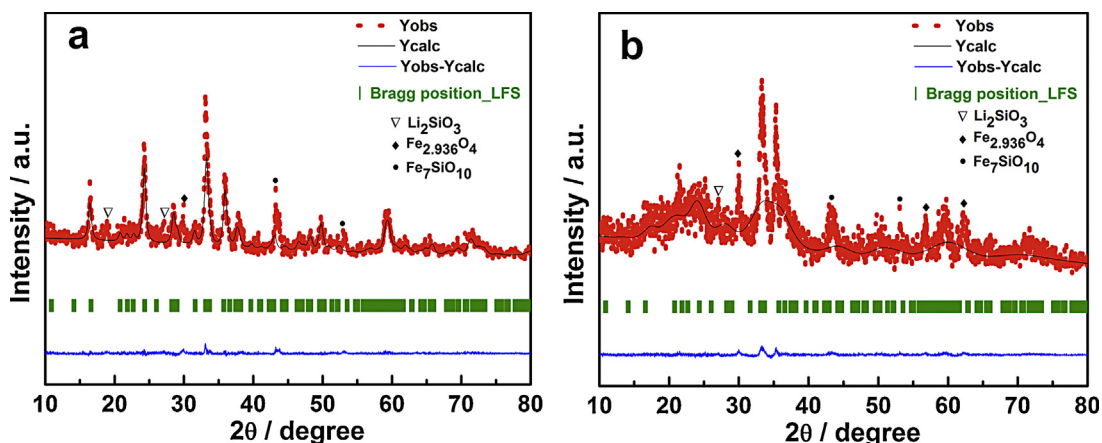 a
Yobs
Ycalc
Yobs-Ycalc
Bragg position_LFS
Li2SiO3
Fe2.936O4
Fe7SiO10
Intensity / a.u.
10 20 30 40 50 60 70 80
2θ / degree
b
Yobs
Ycalc
Yobs-Ycalc
Bragg position_LFS
Li2SiO3
Fe2.936O4
Fe7SiO10
Intensity / a.u.
10 20 30 40 50 60 70 80
2θ / degree